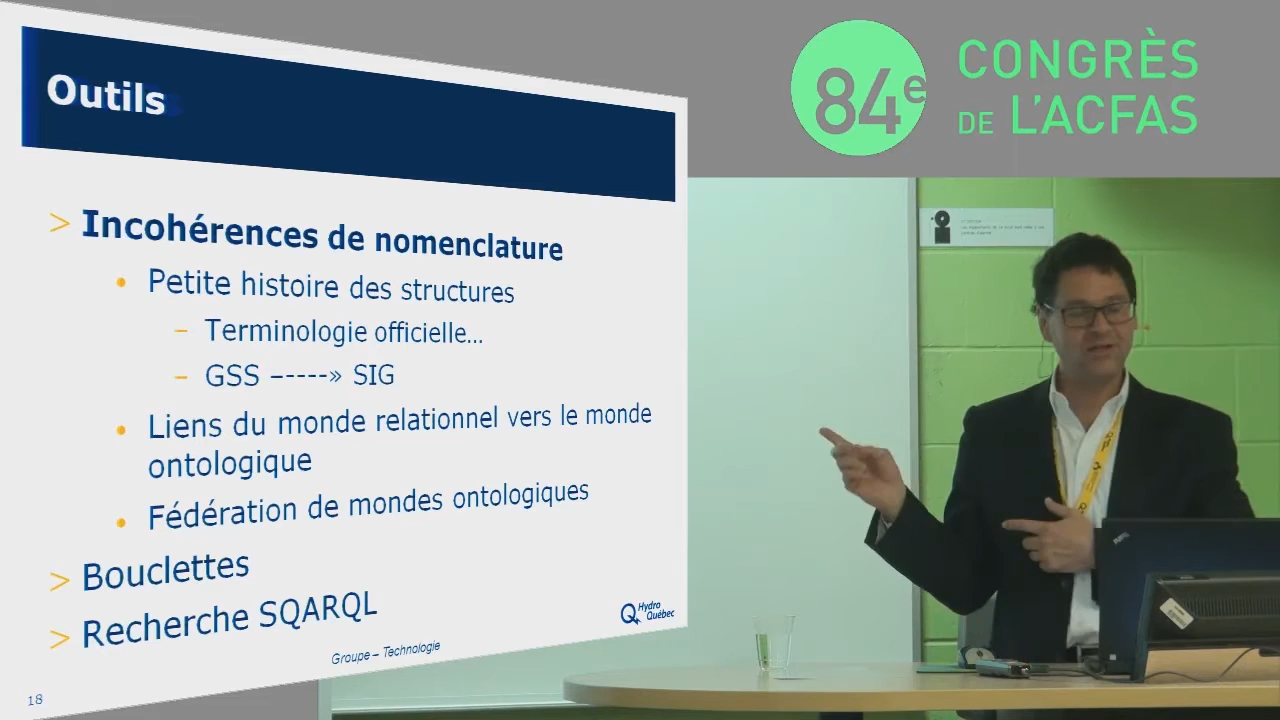 Outils
> Incohérences de nomenclature
• Petite histoire des structures
– Terminologie officielle...
– GSS –----» SIG
• Liens du monde relationnel vers le monde
ontologique
• Fédération de mondes ontologiques
> Bouclettes
> Recherche SQARQL
Hydro
Québec
Groupe – Technologie
18
84e
CONGRÈS
DE L'ACFAS